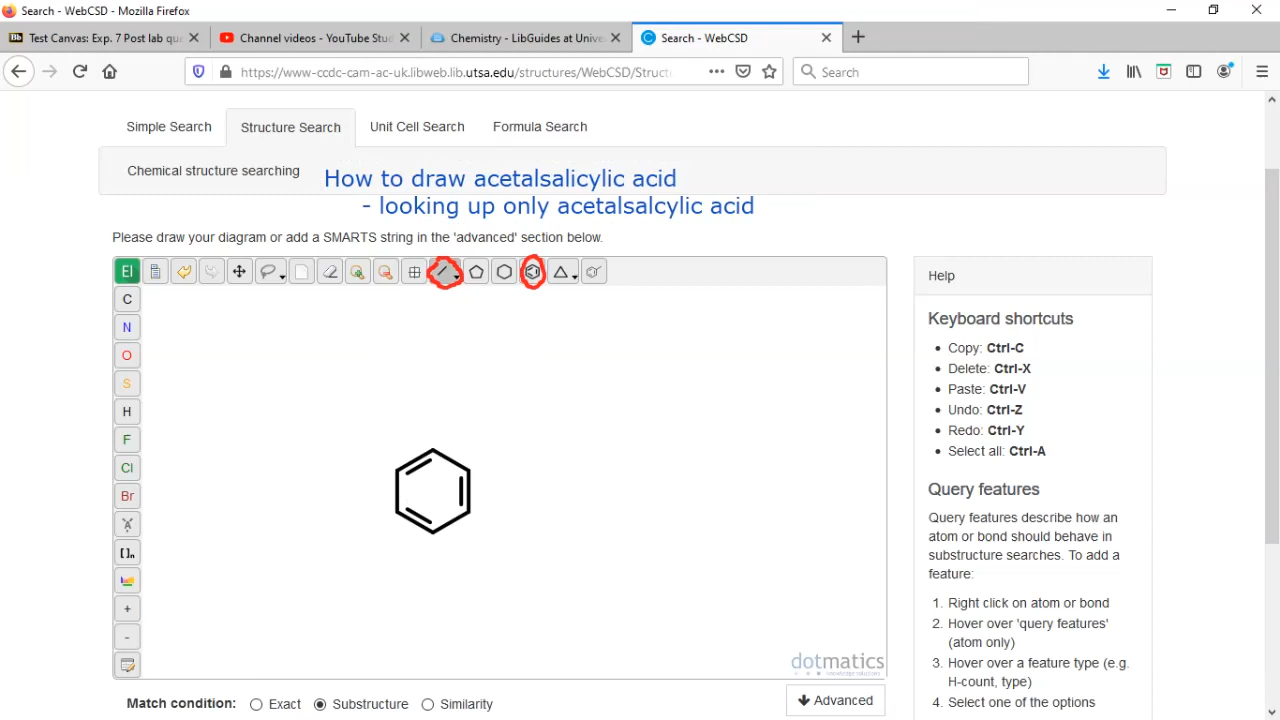 Search - WebCSD - Mozilla Firefox
Test Canvas: Exp. 7 Post lab qu
Channel videos - YouTube Stu
Chemistry - LibGuides at Unive
Search - WebCSD
https://www-ccdc-cam-ac-uk.libweb.lib.utsa.edu/structures/WebCSD/Struct
Search
Simple Search
Structure Search
Unit Cell Search
Formula Search
Chemical structure searching
How to draw acetalsalicylic acid
- looking up only acetalsalcylic acid
Please draw your diagram or add a SMARTS string in the 'advanced' section below.
El
C
N
O
S
H
F
Cl
Br
A
[ ]n
+
-
dotmatics
Match condition:
Exact
Substructure
Similarity
Advanced
Help
Keyboard shortcuts
• Copy: Ctrl-C
• Delete: Ctrl-X
• Paste: Ctrl-V
• Undo: Ctrl-Z
• Redo: Ctrl-Y
• Select all: Ctrl-A
Query features
Query features describe how an
atom or bond should behave in
substructure searches. To add a
feature:
1. Right click on atom or bond
2. Hover over 'query features'
(atom only)
3. Hover over a feature type (e.g.
H-count, type)
4. Select one of the options